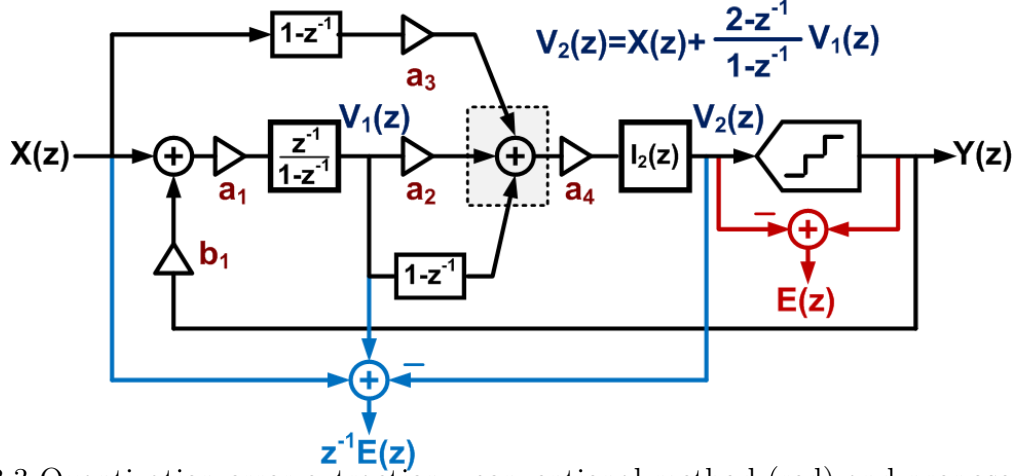 1-z⁻¹
a₃
V₂(z)=X(z)+ 2-z⁻¹ / 1-z⁻¹ V₁(z)
X(z)
+
a₁
z⁻¹ / 1-z⁻¹
V₁(z)
a₂
+
a₄
I₂(z)
V₂(z)
Y(z)
b₁
1-z⁻¹
−
+
E(z)
+
−
z⁻¹E(z)